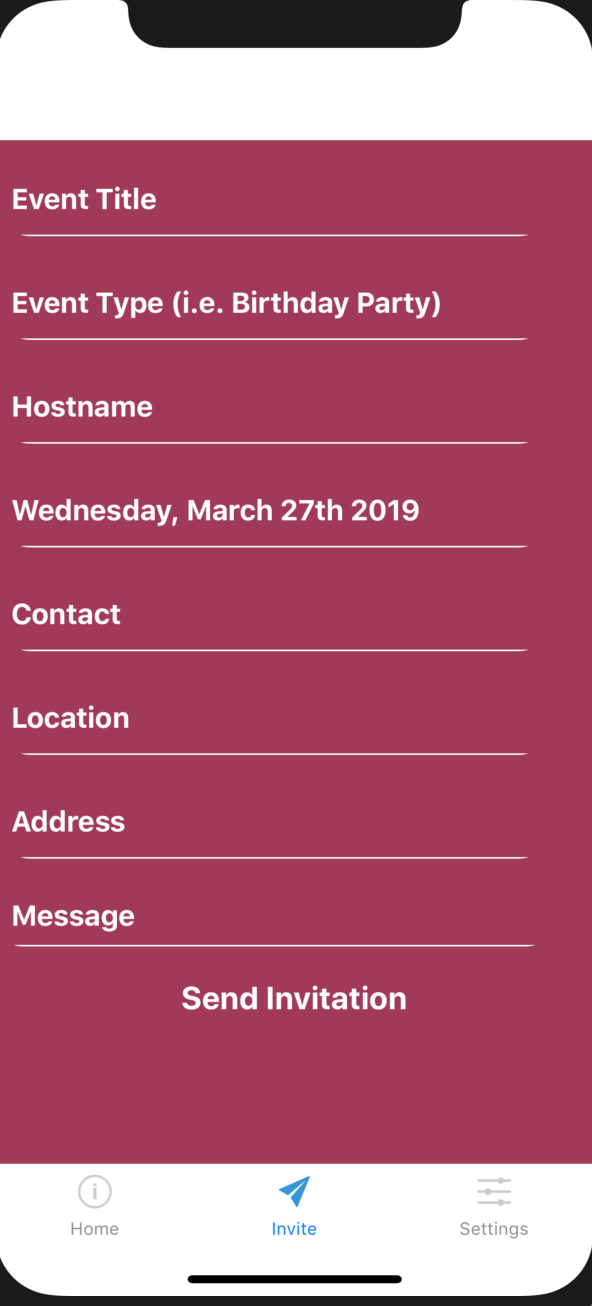 Event Title
Event Type (i.e. Birthday Party)
Hostname
Wednesday, March 27th 2019
Contact
Location
Address
Message
Send Invitation
Home
Invite
Settings